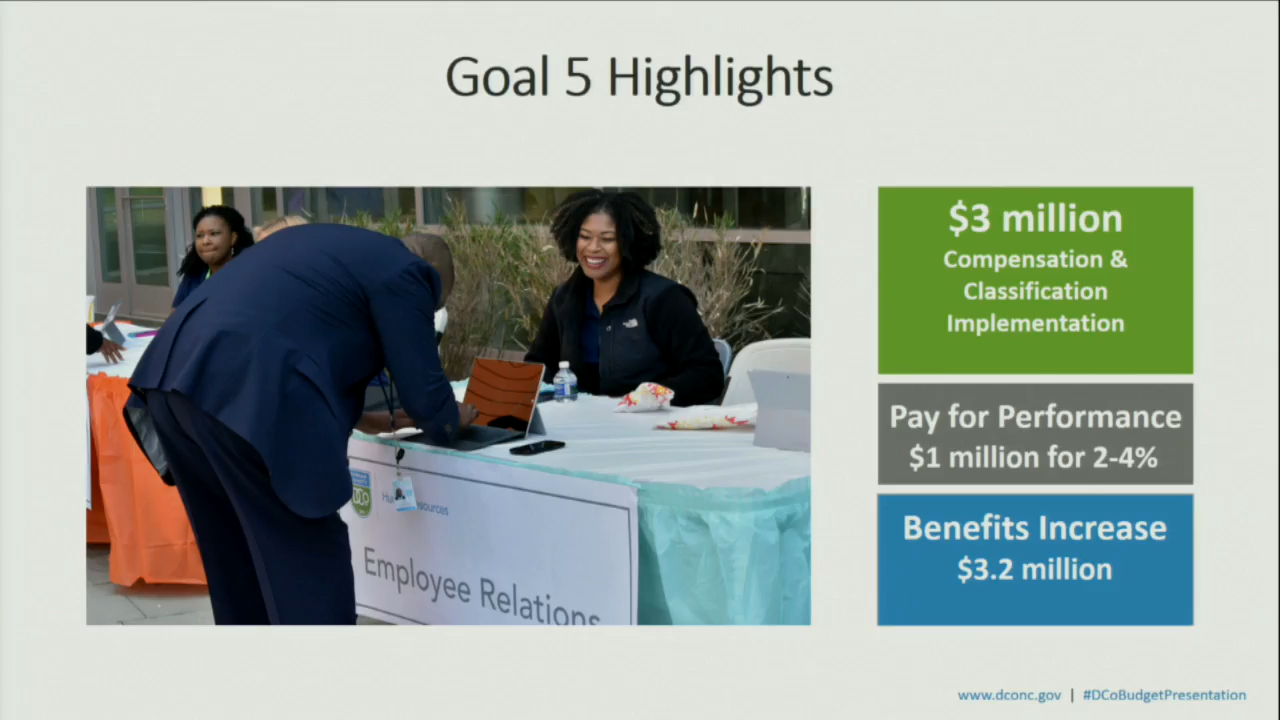 Goal 5 Highlights
$3 million
Compensation &
Classification
Implementation
Pay for Performance
$1 million for 2-4%
Benefits Increase
$3.2 million
Employee Relations
www.dconc.gov | #DCoBudgetPresentation